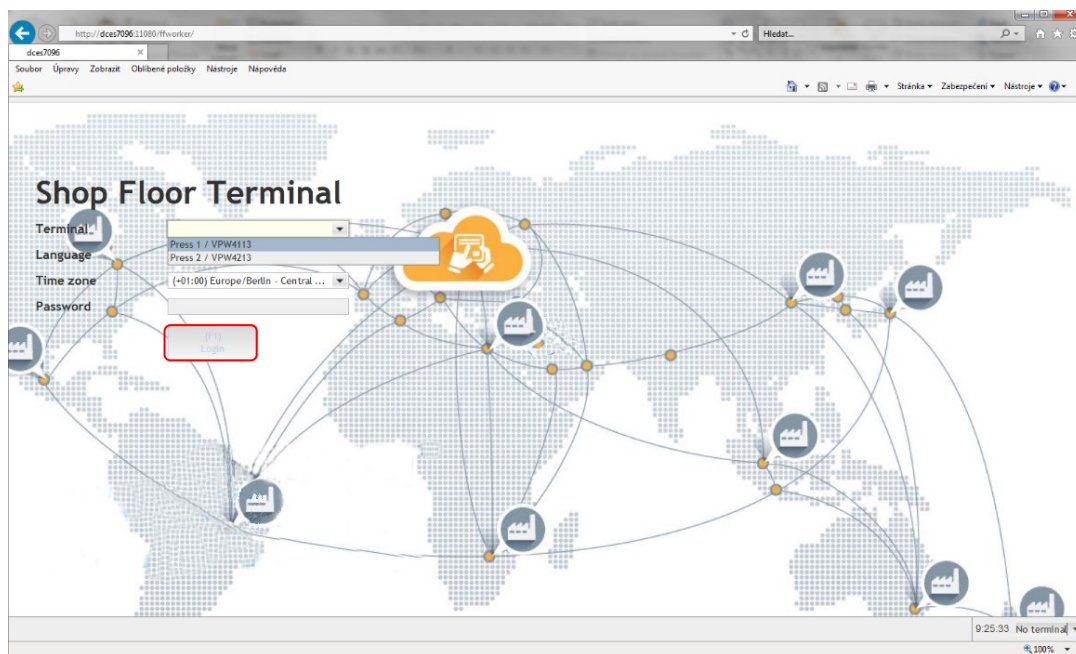 http://dces7096:11080/ffworker/
Hledat...
dces7096
Soubor Úpravy Zobrazit Oblíbené položky Nástroje Nápověda
Stránka Zabezpečení Nástroje
Shop Floor Terminal
Terminal
Press 1 / VPW4113
Language
Press 2 / VPW4213
Time zone (+01:00) Europe/Berlin - Central ...
Password
(F1)
Login
9:25:33 No terminal
100%